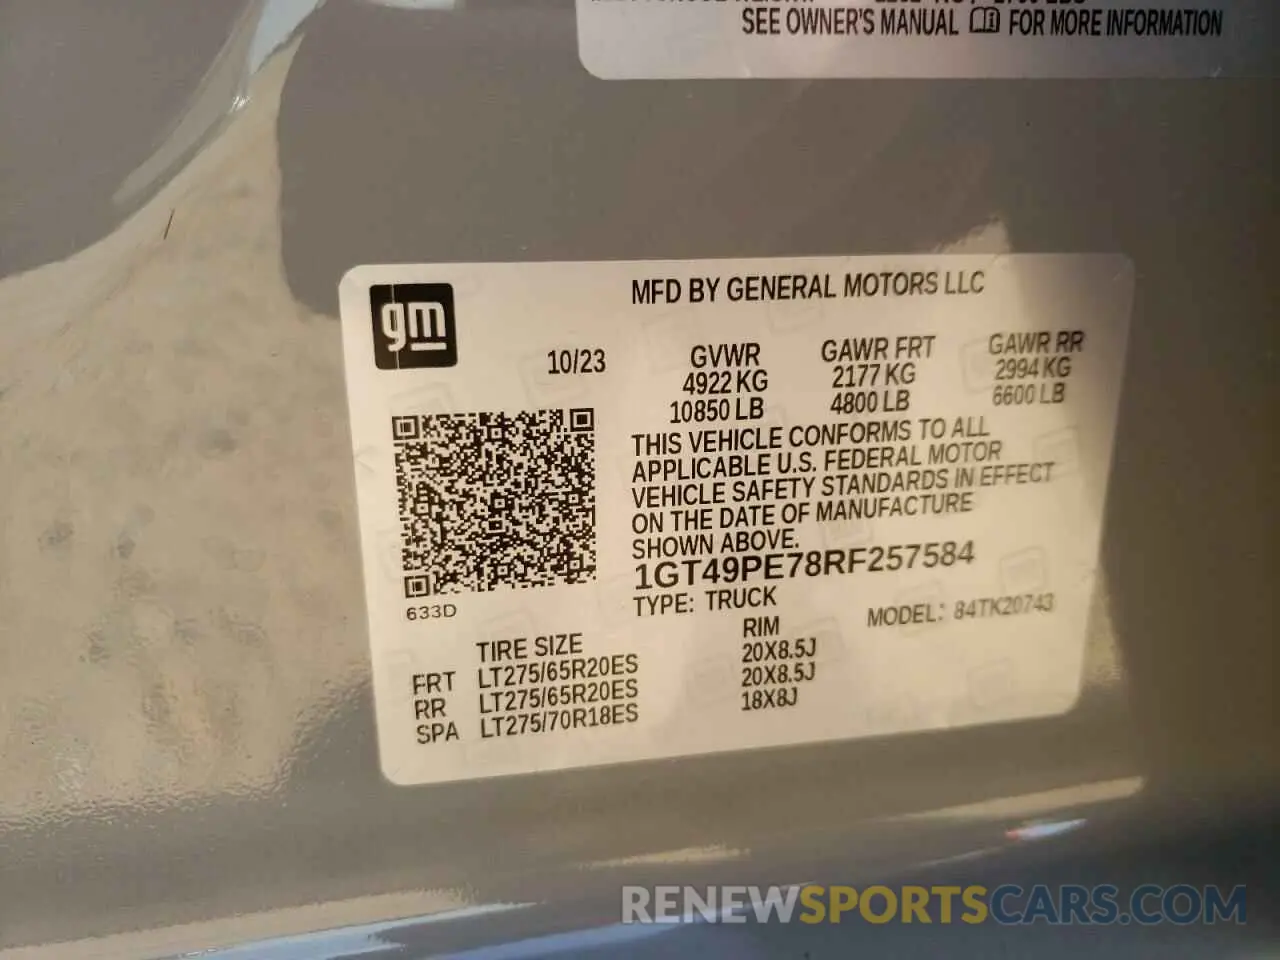 SEE OWNER'S MANUAL FOR MORE INFORMATION
gm
MFD BY GENERAL MOTORS LLC
10/23
GVWR GAWR FRT GAWR RR
4922 KG 2177 KG 2994 KG
10850 LB 4800 LB 6600 LB
THIS VEHICLE CONFORMS TO ALL
APPLICABLE U.S. FEDERAL MOTOR
VEHICLE SAFETY STANDARDS IN EFFECT
ON THE DATE OF MANUFACTURE
SHOWN ABOVE.
1GT49PE78RF257584
TYPE: TRUCK MODEL: 84TK20743
633D
TIRE SIZE RIM
FRT LT275/65R20ES 20X8.5J
RR LT275/65R20ES 20X8.5J
SPA LT275/70R18ES 18X8J
RENEWSPORTSCARS.COM